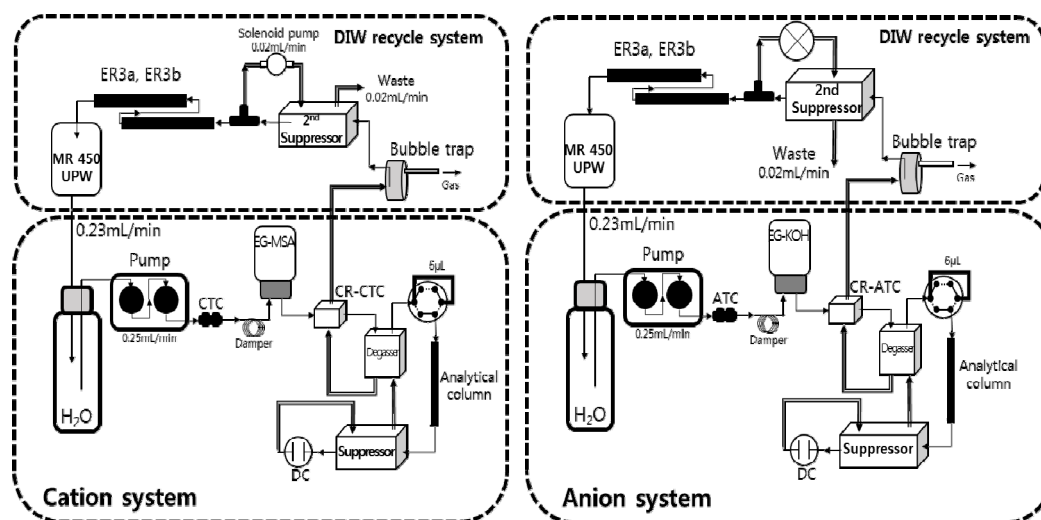 DIW recycle system
Solenoid pump
0.02mL/min
ER3a, ER3b
Waste
0.02mL/min
2nd
Suppressor
MR 450
UPW
Bubble trap
Gas
0.23mL/min
EG-MSA
Pump
0.25mL/min
CTC
Damper
CR-CTC
6µL
Degasser
Analytical
column
H2O
Suppressor
DC
Cation system
DIW recycle system
ER3a, ER3b
2nd
Suppressor
MR 450
UPW
Waste
0.02mL/min
Bubble trap
Gas
0.23mL/min
EG-KOH
Pump
0.25mL/min
ATC
Damper
CR-ATC
6µL
Degasser
Analytical
column
H2O
Suppressor
DC
Anion system